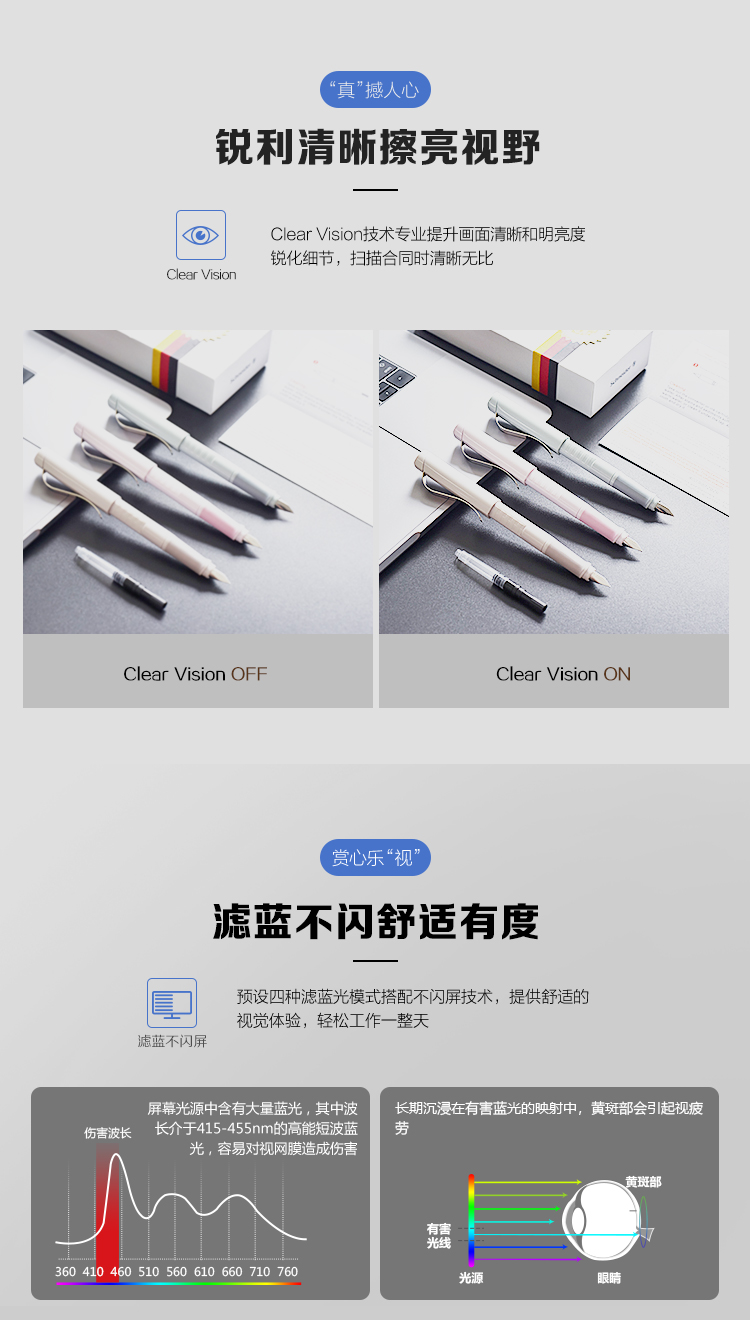 “真”撼人心
锐利清晰擦亮视野
Clear Vision技术专业提升画面清晰和明亮度
锐化细节，扫描合同时清晰无比
Clear Vision
Clear Vision OFF
Clear Vision ON
赏心乐“视”
滤蓝不闪舒适有度
预设四种滤蓝光模式搭配不闪屏技术，提供舒适的
视觉体验，轻松工作一整天
滤蓝不闪屏
屏幕光源中含有大量蓝光，其中波
长介于415-455nm的高能短波蓝
光，容易对视网膜造成伤害
伤害波长
360 410 460 510 560 610 660 710 760
长期沉浸在有害蓝光的映射中，黄斑部会引起视疲
劳
黄斑部
有害
光线
光源
眼睛